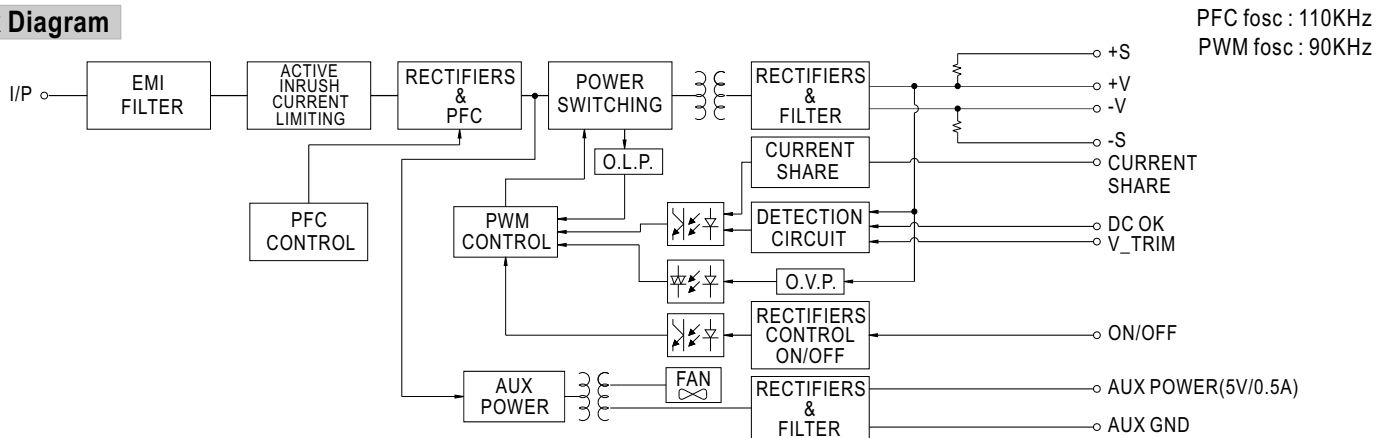 Diagram
PFC fosc : 110KHz
PWM fosc : 90KHz
I/P
EMI
FILTER
ACTIVE
INRUSH
CURRENT
LIMITING
RECTIFIERS
&
PFC
POWER
SWITCHING
RECTIFIERS
&
FILTER
+S
+V
-V
-S
O.L.P.
CURRENT
SHARE
CURRENT
SHARE
PFC
CONTROL
PWM
CONTROL
DETECTION
CIRCUIT
DC OK
V_TRIM
O.V.P.
RECTIFIERS
CONTROL
ON/OFF
ON/OFF
AUX
POWER
FAN
RECTIFIERS
&
FILTER
AUX POWER(5V/0.5A)
AUX GND